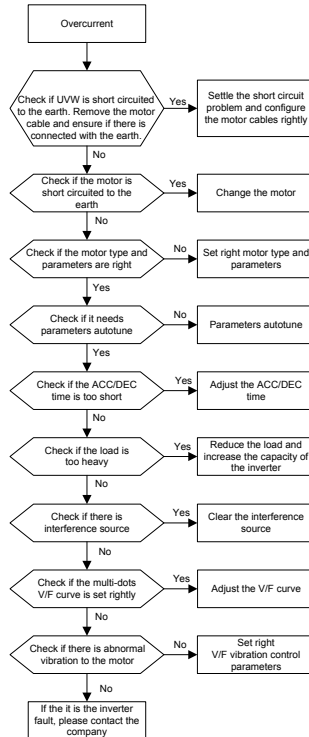 Overcurrent
Check if UVW is short circuited
to the earth. Remove the motor
cable and ensure if there is
connected with the earth.
Yes
Settle the short circuit
problem and configure
the motor cables rightly
No
Check if the motor is
short circuited to the
earth
Yes
Change the motor
No
Check if the motor type and
parameters are right
No
Set right motor type and
parameters
Yes
Check if it needs
parameters autotune
No
Parameters autotune
Yes
Check if the ACC/DEC
time is too short
Yes
Adjust the ACC/DEC
time
No
Check if the load is
too heavy
Yes
Reduce the load and
increase the capacity of
the inverter
No
Check if there is
interference source
Yes
Clear the interference
source
No
Check if the multi-dots
V/F curve is set rightly
Yes
Adjust the V/F curve
No
Check if there is abnormal
vibration to the motor
No
Set right
V/F vibration control
parameters
No
If the it is the inverter
fault, please contact the
company